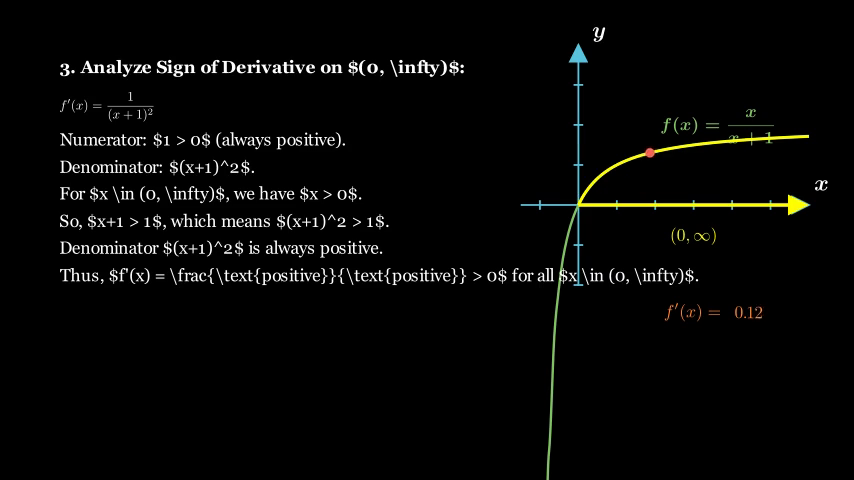 y
3. Analyze Sign of Derivative on $(0, \infty)$:
f'(x) = \frac{1}{(x+1)^2}
f(x) = \frac{x}{x+1}
Numerator: $1 > 0$ (always positive).
Denominator: $(x+1)^2$.
x
For $x \in (0, \infty)$, we have $x > 0$.
So, $x+1 > 1$, which means $(x+1)^2 > 1$.
(0, ∞)
Denominator $(x+1)^2$ is always positive.
Thus, $f'(x) = \frac{\text{positive}}{\text{positive}} > 0$ for all $x \in (0, \infty)$.
f'(x) = 0.12